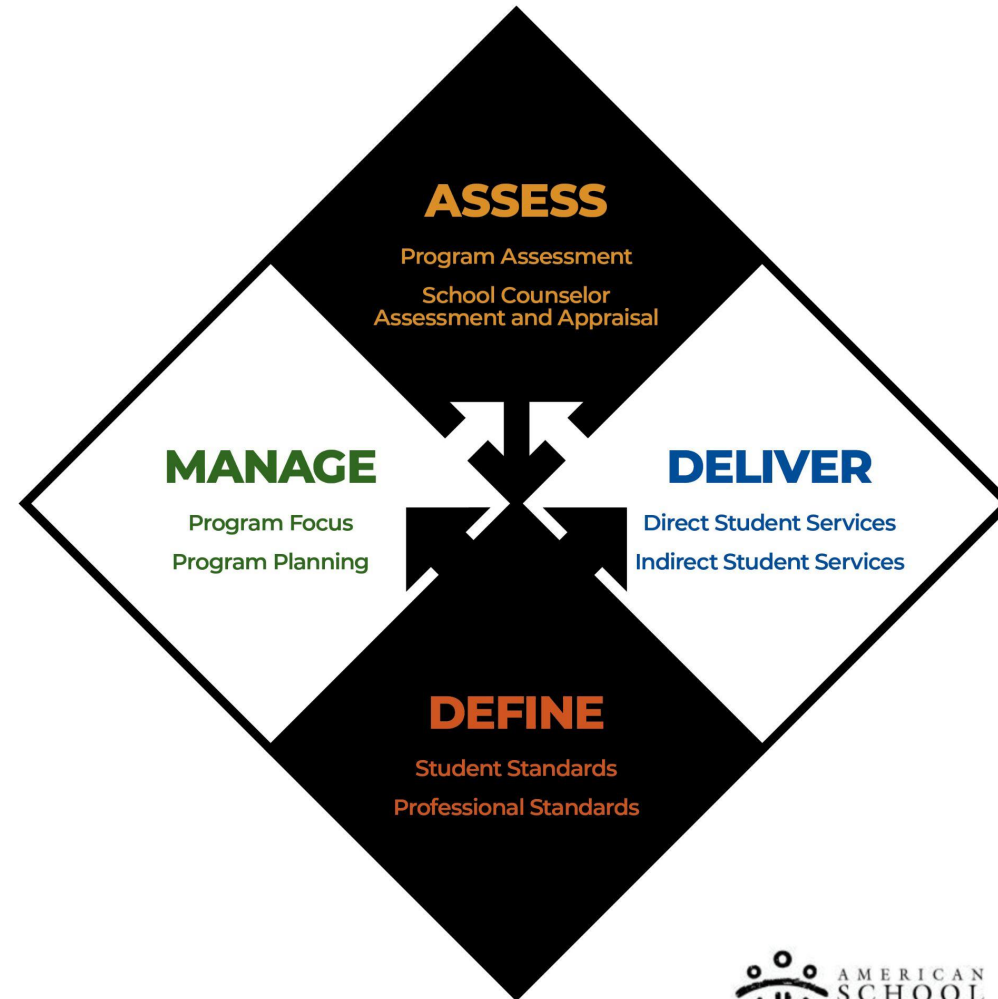 ASSESS
Program Assessment
School Counselor
Assessment and Appraisal
MANAGE
Program Focus
Program Planning
DELIVER
Direct Student Services
Indirect Student Services
DEFINE
Student Standards
Professional Standards
AMERICAN
SCHOOL